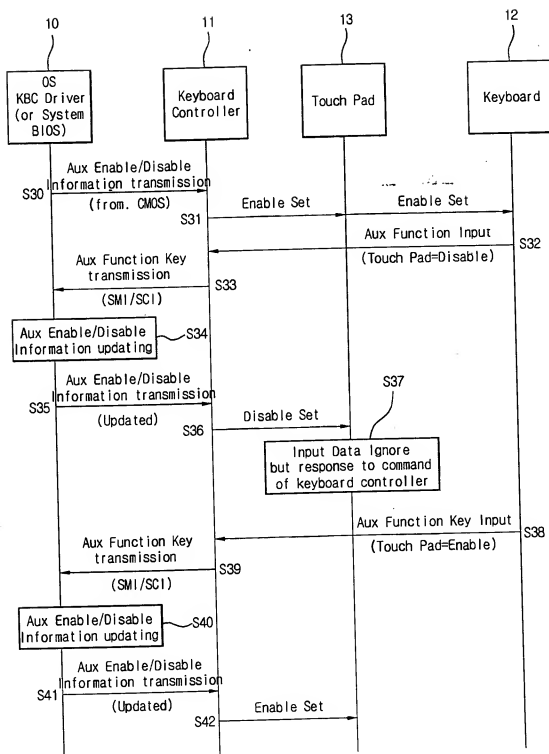 10
11
13
12
OS
KBC Driver
(or System
BIOS)
Keyboard
Controller
Touch Pad
Keyboard
Aux Enable/Disable
Information transmission
S30
(from. CMOS)
S31
Enable Set
Enable Set
Aux Function Input
S32
(Touch Pad=Disable)
Aux Function Key
transmission
S33
(SMI/SCI)
Aux Enable/Disable
Information updating
S34
Aux Enable/Disable
Information transmission
S35
(Updated)
S36
Disable Set
S37
Input Data Ignore
but response to command
of keyboard controller
Aux Function Key Input
S38
(Touch Pad=Enable)
Aux Function Key
transmission
S39
(SMI/SCI)
Aux Enable/Disable
Information updating
S40
Aux Enable/Disable
Information transmission
S41
(Updated)
S42
Enable Set